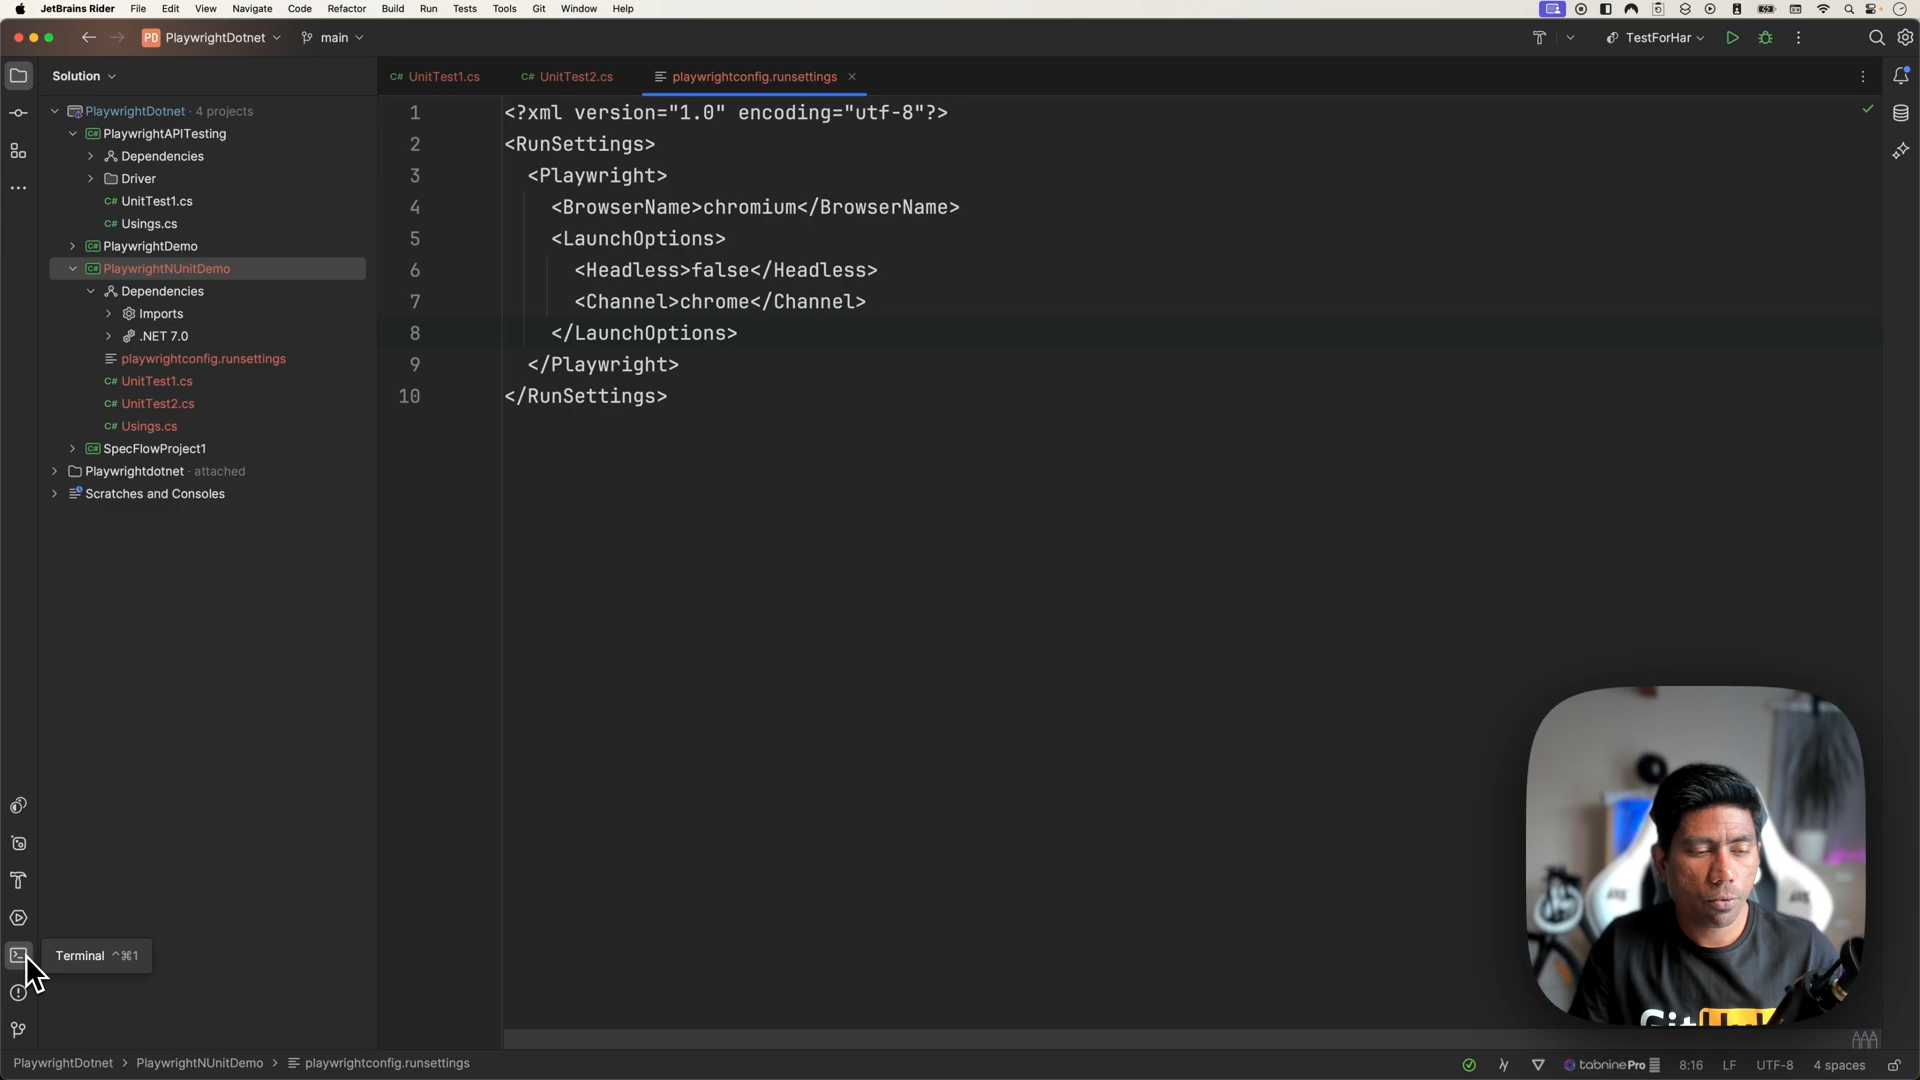 JetBrains Rider File Edit View Navigate Code Refactor Build Run Tests Tools Git Window Help
PD PlaywrightDotnet main TestForHar
Solution
C# UnitTest1.cs C# UnitTest2.cs playwrightconfig.runsettings
PlaywrightDotnet · 4 projects
C# PlaywrightAPITesting
Dependencies
Driver
C# UnitTest1.cs
C# Usings.cs
C# PlaywrightDemo
C# PlaywrightNUnitDemo
Dependencies
Imports
.NET 7.0
playwrightconfig.runsettings
C# UnitTest1.cs
C# UnitTest2.cs
C# Usings.cs
C# SpecFlowProject1
Playwrightdotnet · attached
Scratches and Consoles
1 <?xml version="1.0" encoding="utf-8"?>
2 <RunSettings>
3 <Playwright>
4 <BrowserName>chromium</BrowserName>
5 <LaunchOptions>
6 <Headless>false</Headless>
7 <Channel>chrome</Channel>
8 </LaunchOptions>
9 </Playwright>
10 </RunSettings>
Terminal ^⌘1
PlaywrightDotnet > PlaywrightNUnitDemo > playwrightconfig.runsettings
tabnine Pro 8:16 LF UTF-8 4 spaces